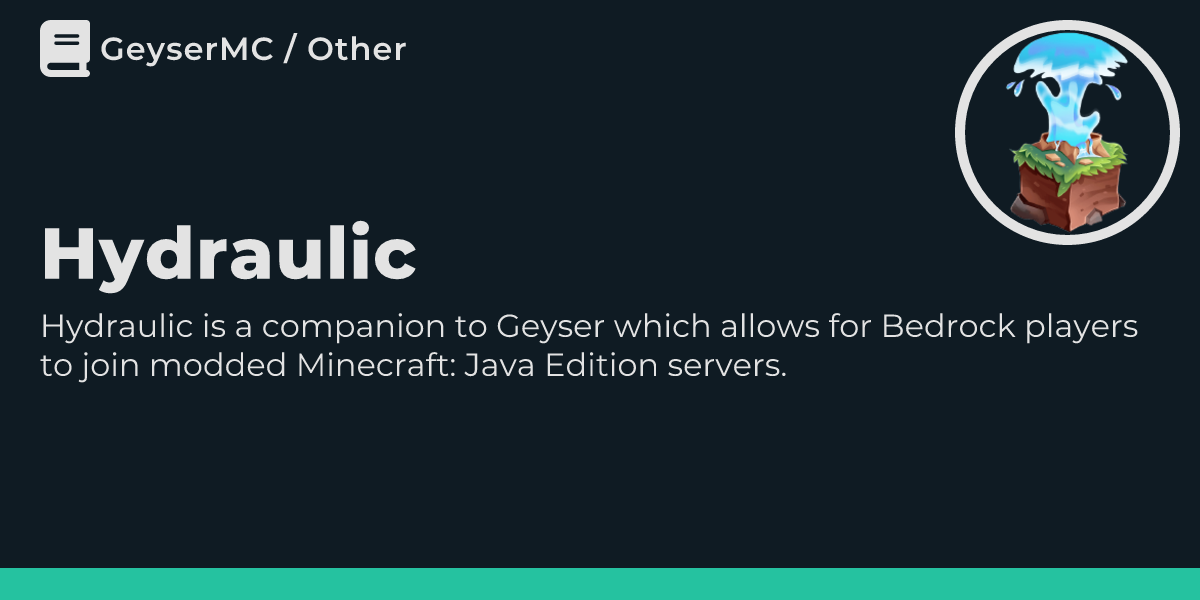 GeyserMC / Other
Hydraulic
Hydraulic is a companion to Geyser which allows for Bedrock players
to join modded Minecraft: Java Edition servers.